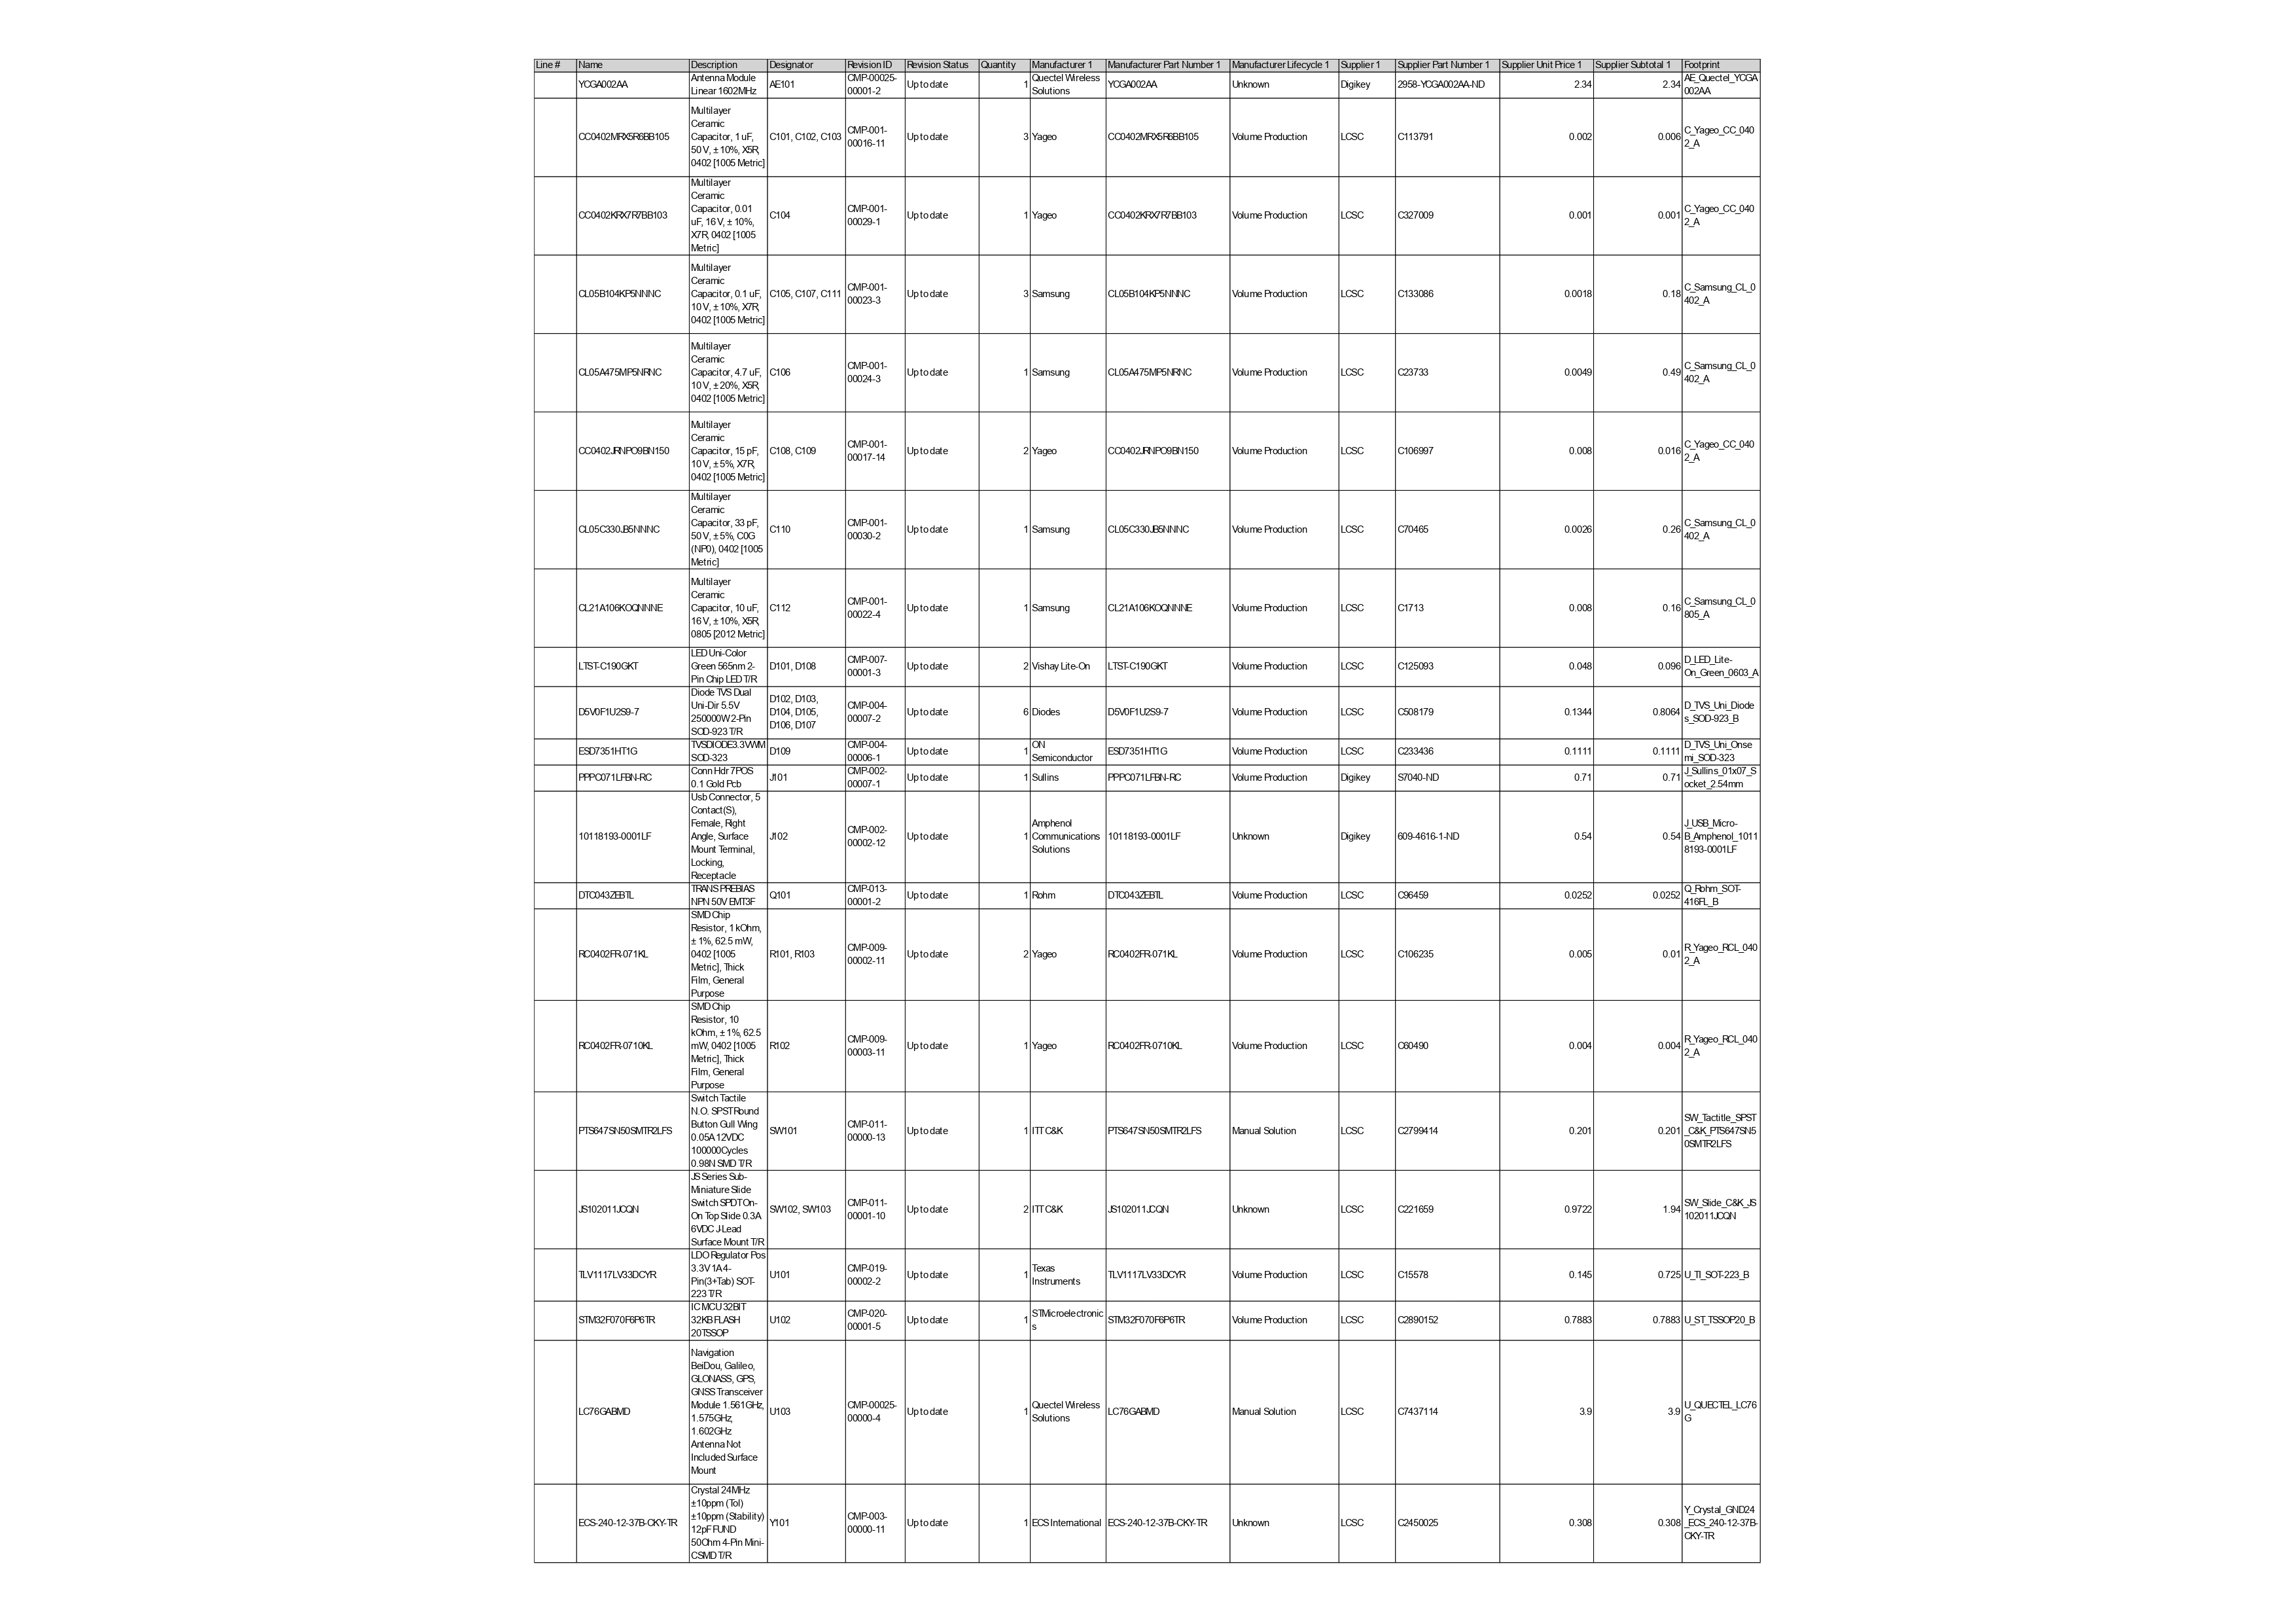 Line # Name Description Designator Revision ID Revision Status Quantity Manufacturer 1 Manufacturer Part Number 1 Manufacturer Lifecycle 1 Supplier 1 Supplier Part Number 1 Supplier Unit Price 1 Supplier Subtotal 1 Footprint
YCGA002AA Antenna Module Linear 1602MHz AE101 CMP-00025-00001-2 Up to date 1 Quectel Wireless Solutions YCGA002AA Unknown Digikey 2958-YCGA002AA-ND 2.34 2.34 AE_Quectel_YCGA002AA
CC0402MRX5R6BB105 Multilayer Ceramic Capacitor, 1 uF, 50 V, ± 10%, X5R, 0402 [1005 Metric] C101, C102, C103 CMP-001-00016-11 Up to date 3 Yageo CC0402MRX5R6BB105 Volume Production LCSC C113791 0.002 0.006 C_Yageo_CC_0402_A
CC0402KRX7R7BB103 Multilayer Ceramic Capacitor, 0.01 uF, 16 V, ± 10%, X7R, 0402 [1005 Metric] C104 CMP-001-00029-1 Up to date 1 Yageo CC0402KRX7R7BB103 Volume Production LCSC C327009 0.001 0.001 C_Yageo_CC_0402_A
CL05B104KP5NNNC Multilayer Ceramic Capacitor, 0.1 uF, 10 V, ± 10%, X7R, 0402 [1005 Metric] C105, C107, C111 CMP-001-00023-3 Up to date 3 Samsung CL05B104KP5NNNC Volume Production LCSC C133086 0.0018 0.18 C_Samsung_CL_0402_A
CL05A475MP5NRNC Multilayer Ceramic Capacitor, 4.7 uF, 10 V, ± 20%, X5R, 0402 [1005 Metric] C106 CMP-001-00024-3 Up to date 1 Samsung CL05A475MP5NRNC Volume Production LCSC C23733 0.0049 0.49 C_Samsung_CL_0402_A
CC0402JRNPO9BN150 Multilayer Ceramic Capacitor, 15 pF, 10 V, ± 5%, X7R, 0402 [1005 Metric] C108, C109 CMP-001-00017-14 Up to date 2 Yageo CC0402JRNPO9BN150 Volume Production LCSC C106997 0.008 0.016 C_Yageo_CC_0402_A
CL05C330JB5NNNC Multilayer Ceramic Capacitor, 33 pF, 50 V, ± 5%, C0G (NP0), 0402 [1005 Metric] C110 CMP-001-00030-2 Up to date 1 Samsung CL05C330JB5NNNC Volume Production LCSC C70465 0.0026 0.26 C_Samsung_CL_0402_A
CL21A106KOQNNNE Multilayer Ceramic Capacitor, 10 uF, 16 V, ± 10%, X5R, 0805 [2012 Metric] C112 CMP-001-00022-4 Up to date 1 Samsung CL21A106KOQNNNE Volume Production LCSC C1713 0.008 0.16 C_Samsung_CL_0805_A
LTST-C190GKT LED Uni-Color Green 565nm 2-Pin Chip LED T/R D101, D108 CMP-007-00001-3 Up to date 2 Vishay Lite-On LTST-C190GKT Volume Production LCSC C125093 0.048 0.096 D_LED_Lite-On_Green_0603_A
D5V0F1U2S9-7 Diode TVS Dual Uni-Dir 5.5V 250000W 2-Pin SOD-923 T/R D102, D103, D104, D105, D106, D107 CMP-004-00007-2 Up to date 6 Diodes D5V0F1U2S9-7 Volume Production LCSC C508179 0.1344 0.8064 D_TVS_Uni_Diodes_SOD-923_B
ESD7351HT1G TVS DIODE 3.3VWM SOD-323 D109 CMP-004-00006-1 Up to date 1 ON Semiconductor ESD7351HT1G Volume Production LCSC C233436 0.1111 0.1111 D_TVS_Uni_Onsemi_SOD-323
PPPC071LFBN-RC Conn Hdr 7POS 0.1 Gold Pcb J101 CMP-002-00007-1 Up to date 1 Sullins PPPC071LFBN-RC Volume Production Digikey S7040-ND 0.71 0.71 J_Sullins_01x07_Socket_2.54mm
10118193-0001LF Usb Connector, 5 Contact(S), Female, Right Angle, Surface Mount Terminal, Locking, Receptacle J102 CMP-002-00002-12 Up to date 1 Amphenol Communications Solutions 10118193-0001LF Unknown Digikey 609-4616-1-ND 0.54 0.54 J_USB_Micro-B_Amphenol_10118193-0001LF
DTC043ZEBTL TRANS PREBIAS NPN 50V EMT3F Q101 CMP-013-00001-2 Up to date 1 Rohm DTC043ZEBTL Volume Production LCSC C96459 0.0252 0.0252 Q_Rohm_SOT-416FL_B
RC0402FR-071KL SMD Chip Resistor, 1 kOhm, ± 1%, 62.5 mW, 0402 [1005 Metric], Thick Film, General Purpose R101, R103 CMP-009-00002-11 Up to date 2 Yageo RC0402FR-071KL Volume Production LCSC C106235 0.005 0.01 R_Yageo_RCL_0402_A
RC0402FR-0710KL SMD Chip Resistor, 10 kOhm, ± 1%, 62.5 mW, 0402 [1005 Metric], Thick Film, General Purpose R102 CMP-009-00003-11 Up to date 1 Yageo RC0402FR-0710KL Volume Production LCSC C60490 0.004 0.004 R_Yageo_RCL_0402_A
PTS647SN50SMTR2LFS Switch Tactile N.O. SPST Round Button Gull Wing 0.05A 12VDC 100000Cycles 0.98N SMD T/R SW101 CMP-011-00000-13 Up to date 1 ITT C&K PTS647SN50SMTR2LFS Manual Solution LCSC C2799414 0.201 0.201 SW_Tactitle_SPST_C&K_PTS647SN50SMTR2LFS
JS102011JCQN JS Series Sub-Miniature Slide Switch SPDT On-On Top Slide 0.3A 6VDC J-Lead Surface Mount T/R SW102, SW103 CMP-011-00001-10 Up to date 2 ITT C&K JS102011JCQN Unknown LCSC C221659 0.9722 1.94 SW_Slide_C&K_JS102011JCQN
TLV1117LV33DCYR LDO Regulator Pos 3.3V 1A 4-Pin(3+Tab) SOT-223 T/R U101 CMP-019-00002-2 Up to date 1 Texas Instruments TLV1117LV33DCYR Volume Production LCSC C15578 0.145 0.725 U_TI_SOT-223_B
STM32F070F6P6TR IC MCU 32BIT 32KB FLASH 20TSSOP U102 CMP-020-00001-5 Up to date 1 STMicroelectronics STM32F070F6P6TR Volume Production LCSC C2890152 0.7883 0.7883 U_ST_TSSOP20_B
LC76GABMD Navigation BeiDou, Galileo, GLONASS, GPS, GNSS Transceiver Module 1.561GHz, 1.575GHz, 1.602GHz Antenna Not Included Surface Mount U103 CMP-00025-00000-4 Up to date 1 Quectel Wireless Solutions LC76GABMD Manual Solution LCSC C7437114 3.9 3.9 U_QUECTEL_LC76G
ECS-240-12-37B-CKY-TR Crystal 24MHz ±10ppm (Tol) ±10ppm (Stability) 12pF FUND 50Ohm 4-Pin Mini-CSMD T/R Y101 CMP-003-00000-11 Up to date 1 ECS International ECS-240-12-37B-CKY-TR Unknown LCSC C2450025 0.308 0.308 Y_Crystal_GND24_ECS_240-12-37B-CKY-TR